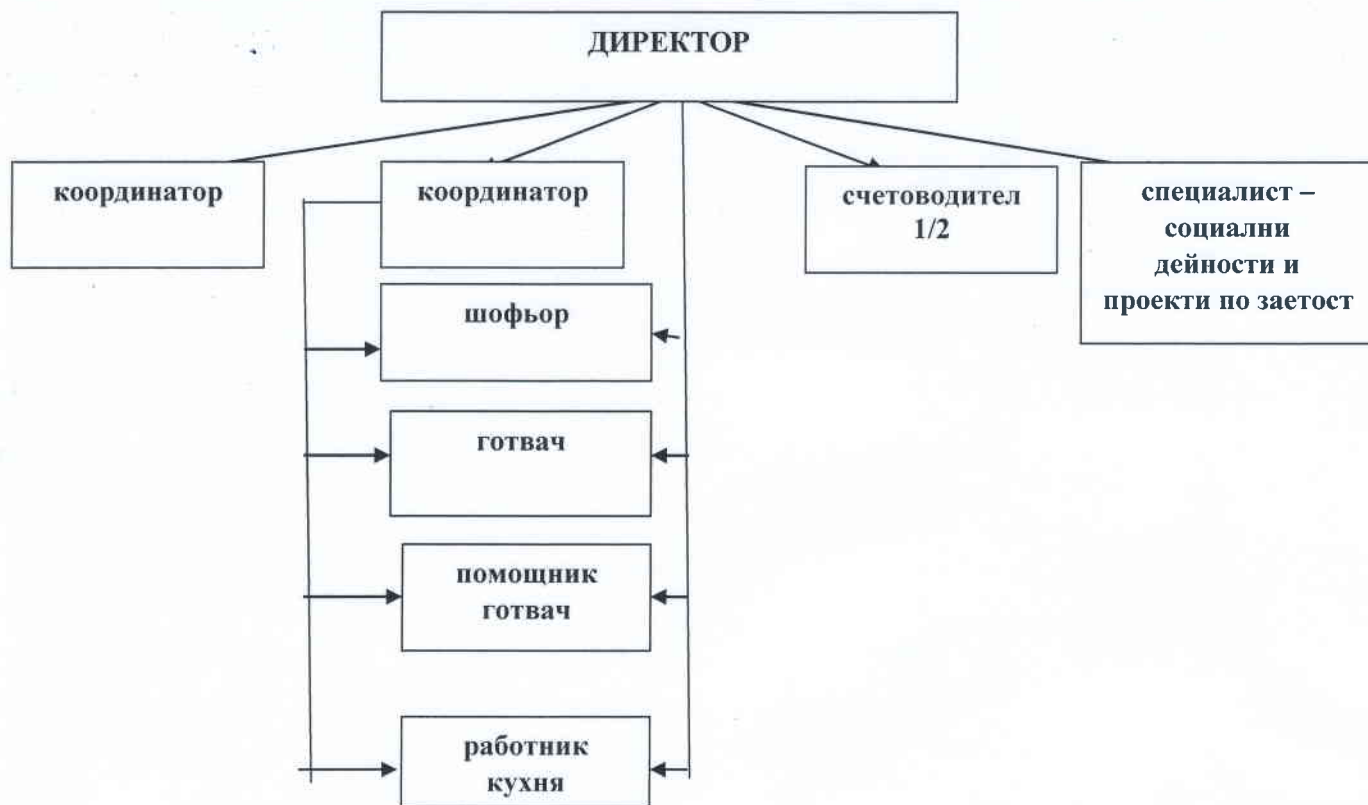 ДИРЕКТОР
координатор
координатор
счетоводител
1/2
специалист –
социални
дейности и
проекти по заетост
шофьор
готвач
помощник
готвач
работник
кухня